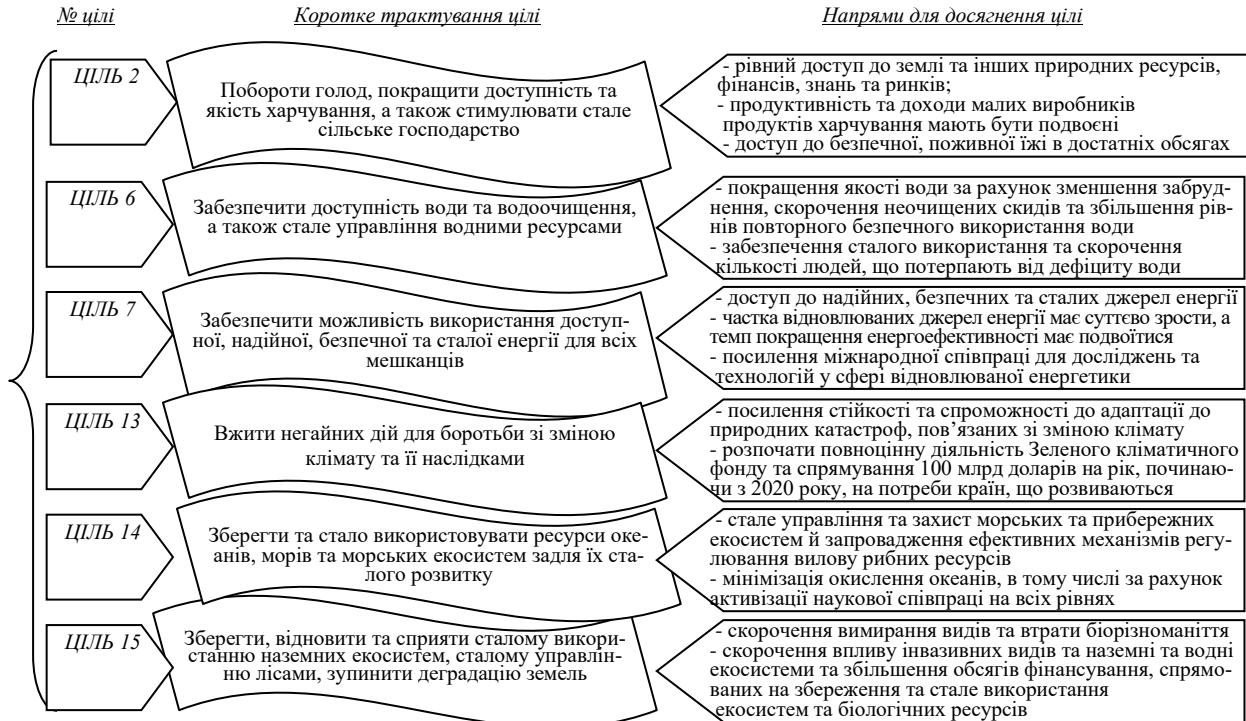 № цілі
Коротке трактування цілі
Напрями для досягнення цілі
ЦІЛЬ 2
Побороти голод, покращити доступність та
якість харчування, а також стимулювати стале
сільське господарство
- рівний доступ до землі та інших природних ресурсів,
фінансів, знань та ринків;
- продуктивність та доходи малих виробників
продуктів харчування мають бути подвоєні
- доступ до безпечної, поживної їжі в достатніх обсягах
ЦІЛЬ 6
Забезпечити доступність води та водоочищення,
а також стале управління водними ресурсами
- покращення якості води за рахунок зменшення забруд-
нення, скорочення неочищених скидів та збільшення рів-
нів повторного безпечного використання води
- забезпечення сталого використання та скорочення
кількості людей, що потерпають від дефіциту води
ЦІЛЬ 7
Забезпечити можливість використання доступ-
ної, надійної, безпечної та сталої енергії для всіх
мешканців
- доступ до надійних, безпечних та сталих джерел енергії
- частка відновлюваних джерел енергії має суттєво зрости, а
темп покращення енергоефективності має подвоїтися
- посилення міжнародної співпраці для досліджень та
технологій у сфері відновлюваної енергетики
ЦІЛЬ 13
Вжити негайних дій для боротьби зі зміною
клімату та її наслідками
- посилення стійкості та спроможності до адаптації до
природних катастроф, пов’язаних зі зміною клімату
- розпочати повноцінну діяльність Зеленого кліматичного
фонду та спрямування 100 млрд доларів на рік, починаю-
чи з 2020 року, на потреби країн, що розвиваються
ЦІЛЬ 14
Зберегти та стало використовувати ресурси оке-
анів, морів та морських екосистем задля їх ста-
лого розвитку
- стале управління та захист морських та прибережних
екосистем й запровадження ефективних механізмів регу-
лювання вилову рибних ресурсів
- мінімізація окислення океанів, в тому числі за рахунок
активізації наукової співпраці на всіх рівнях
ЦІЛЬ 15
Зберегти, відновити та сприяти сталому викори-
станню наземних екосистем, сталому управлін-
ню лісами, зупинити деградацію земель
- скорочення вимирання видів та втрати біорізноманіття
- скорочення впливу інвазивних видів та наземні та водні
екосистеми та збільшення обсягів фінансування, спрямо-
ваних на збереження та стале використання
екосистем та біологічних ресурсів